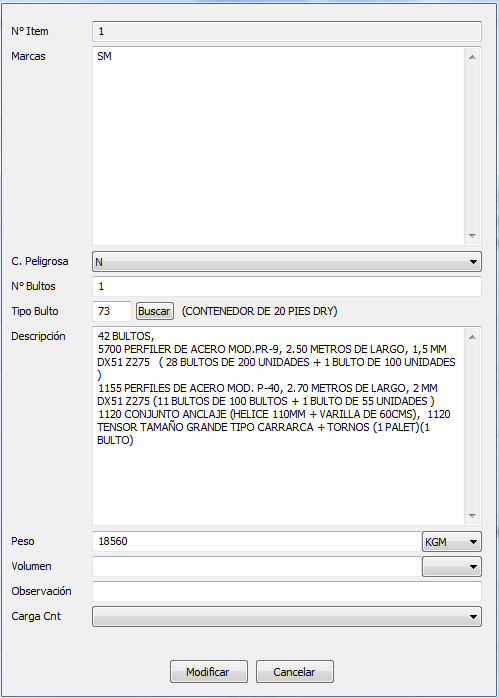 N° Item 1
Marcas SM
C. Peligrosa N
N° Bultos 1
Tipo Bulto 73 Buscar (CONTENEDOR DE 20 PIES DRY)
Descripción 42 BULTOS,
5700 PERFILER DE ACERO MOD.PR-9, 2.50 METROS DE LARGO, 1,5 MM
DX51 Z275 ( 28 BULTOS DE 200 UNIDADES + 1 BULTO DE 100 UNIDADES
)
1155 PERFILES DE ACERO MOD. P-40, 2.70 METROS DE LARGO, 2 MM
DX51 Z275 (11 BULTOS DE 100 BULTOS + 1 BULTO DE 55 UNIDADES )
1120 CONJUNTO ANCLAJE (HELICE 110MM + VARILLA DE 60CMS), 1120
TENSOR TAMAÑO GRANDE TIPO CARRARCA + TORNOS (1 PALET)(1
BULTO)
Peso 18560 KGM
Volumen
Observación
Carga Cnt
Modificar Cancelar